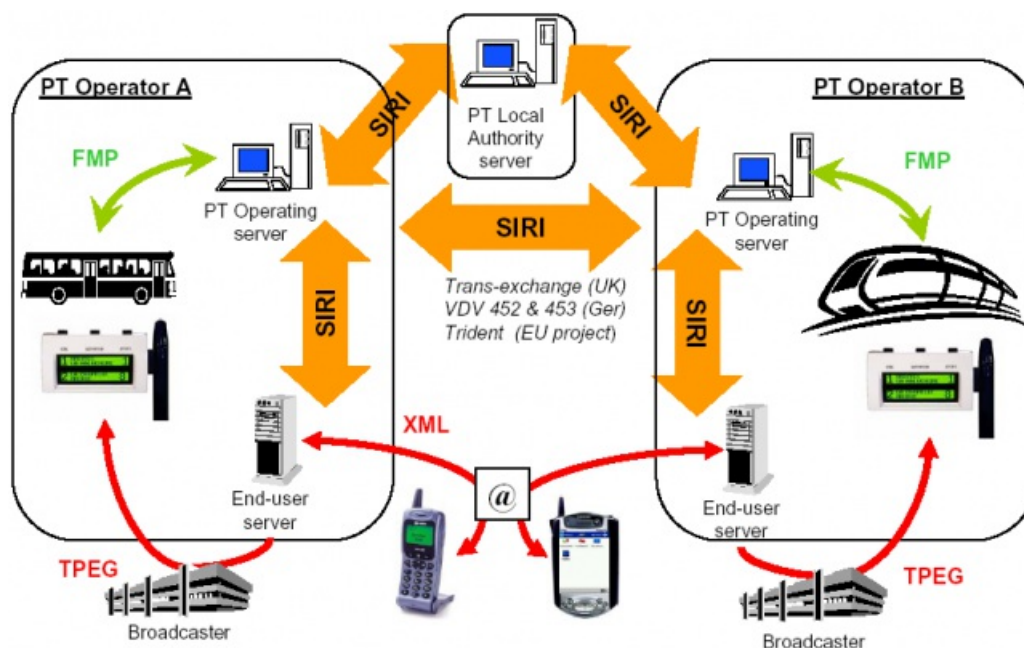 PT Operator A
FMP
PT Operating
server
SIRI
PT Local
Authority
server
SIRI
PT Operator B
FMP
PT Operating
server
SIRI
SIRI
Trans-exchange (UK)
VDV 452 & 453 (Ger)
Trident (EU project)
SIRI
XML
@
End-user
server
End-user
server
TPEG
Broadcaster
TPEG
Broadcaster